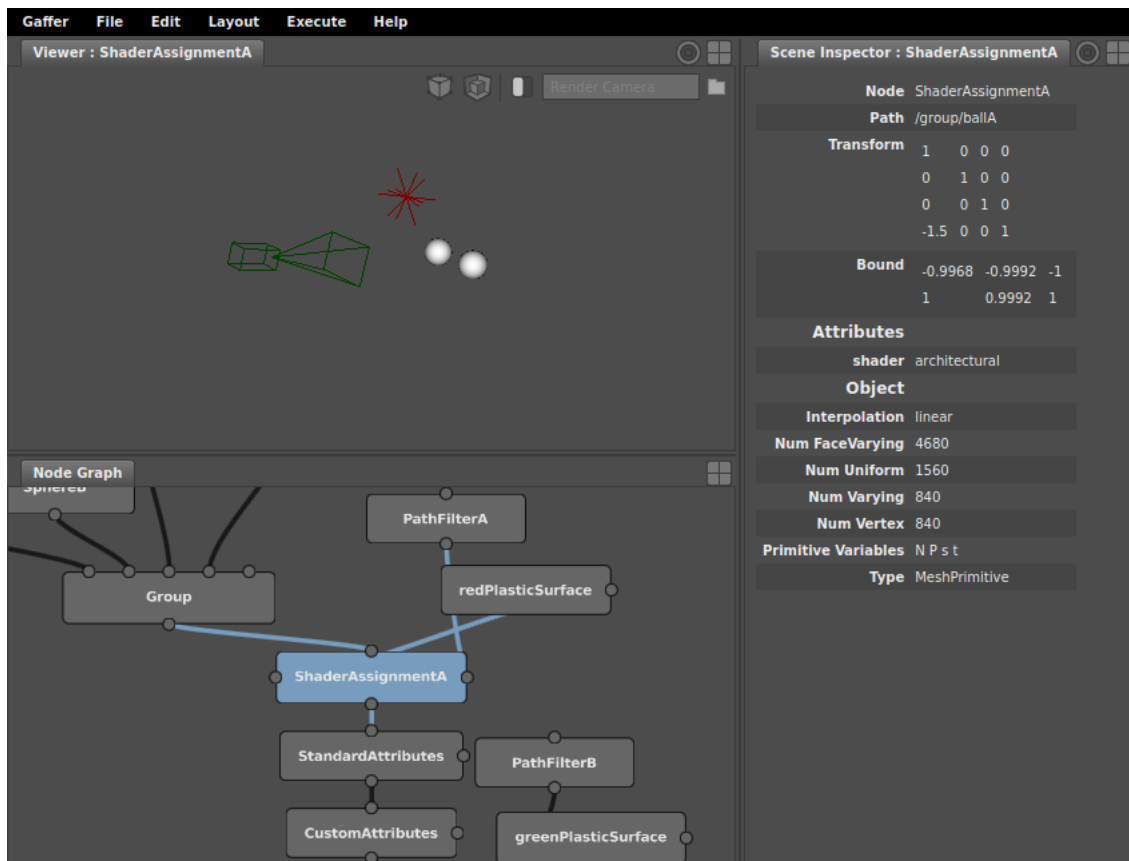 Gaffer File Edit Layout Execute Help
Viewer : ShaderAssignmentA
Render Camera
Scene Inspector : ShaderAssignmentA
Node ShaderAssignmentA
Path /group/ballA
Transform 1 0 0 0
0 1 0 0
0 0 1 0
-1.5 0 0 1
Bound -0.9968 -0.9992 -1
1 0.9992 1
Attributes
shader architectural
Object
Interpolation linear
Num FaceVarying 4680
Num Uniform 1560
Num Varying 840
Num Vertex 840
Primitive Variables N P s t
Type MeshPrimitive
Node Graph
SphereB
PathFilterA
redPlasticSurface
Group
ShaderAssignmentA
StandardAttributes
PathFilterB
CustomAttributes
greenPlasticSurface